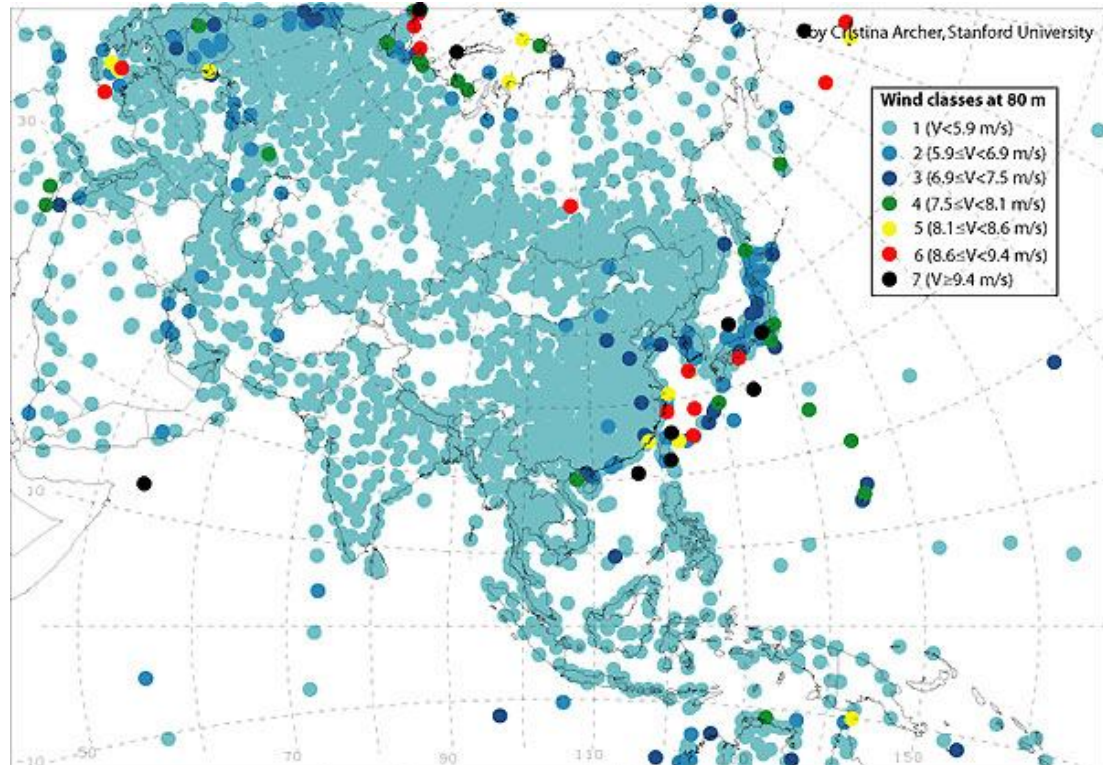 by Cristina Archer, Stanford University
Wind classes at 80 m
1 (V<5.9 m/s)
2 (5.9≤V<6.9 m/s)
3 (6.9≤V<7.5 m/s)
4 (7.5≤V<8.1 m/s)
5 (8.1≤V<8.6 m/s)
6 (8.6≤V<9.4 m/s)
7 (V≥9.4 m/s)
30
10
-10
50
70
90
110
150